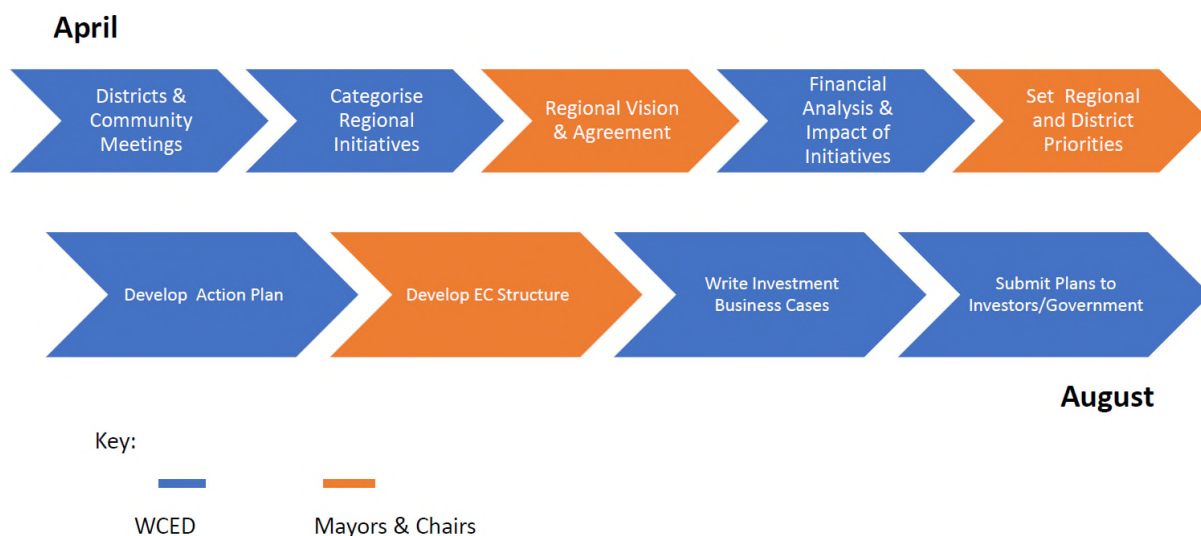 April
Districts &
Community
Meetings
Categorise
Regional
Initiatives
Regional Vision
& Agreement
Financial
Analysis &
Impact of
Initiatives
Set Regional
and District
Priorities
Develop Action Plan
Develop EC Structure
Write Investment
Business Cases
Submit Plans to
Investors/Government
August
Key:
WCED
Mayors & Chairs